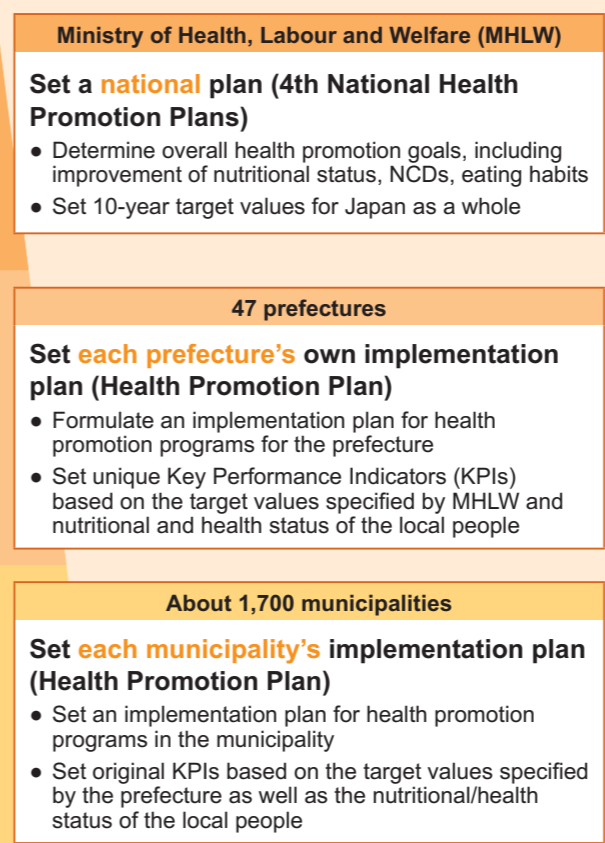 Ministry of Health, Labour and Welfare (MHLW)
Set a national plan (4th National Health
Promotion Plans)
● Determine overall health promotion goals, including
improvement of nutritional status, NCDs, eating habits
● Set 10-year target values for Japan as a whole
47 prefectures
Set each prefecture’s own implementation
plan (Health Promotion Plan)
● Formulate an implementation plan for health
promotion programs for the prefecture
● Set unique Key Performance Indicators (KPIs)
based on the target values specified by MHLW and
nutritional and health status of the local people
About 1,700 municipalities
Set each municipality’s implementation plan
(Health Promotion Plan)
● Set an implementation plan for health promotion
programs in the municipality
● Set original KPIs based on the target values specified
by the prefecture as well as the nutritional/health
status of the local people